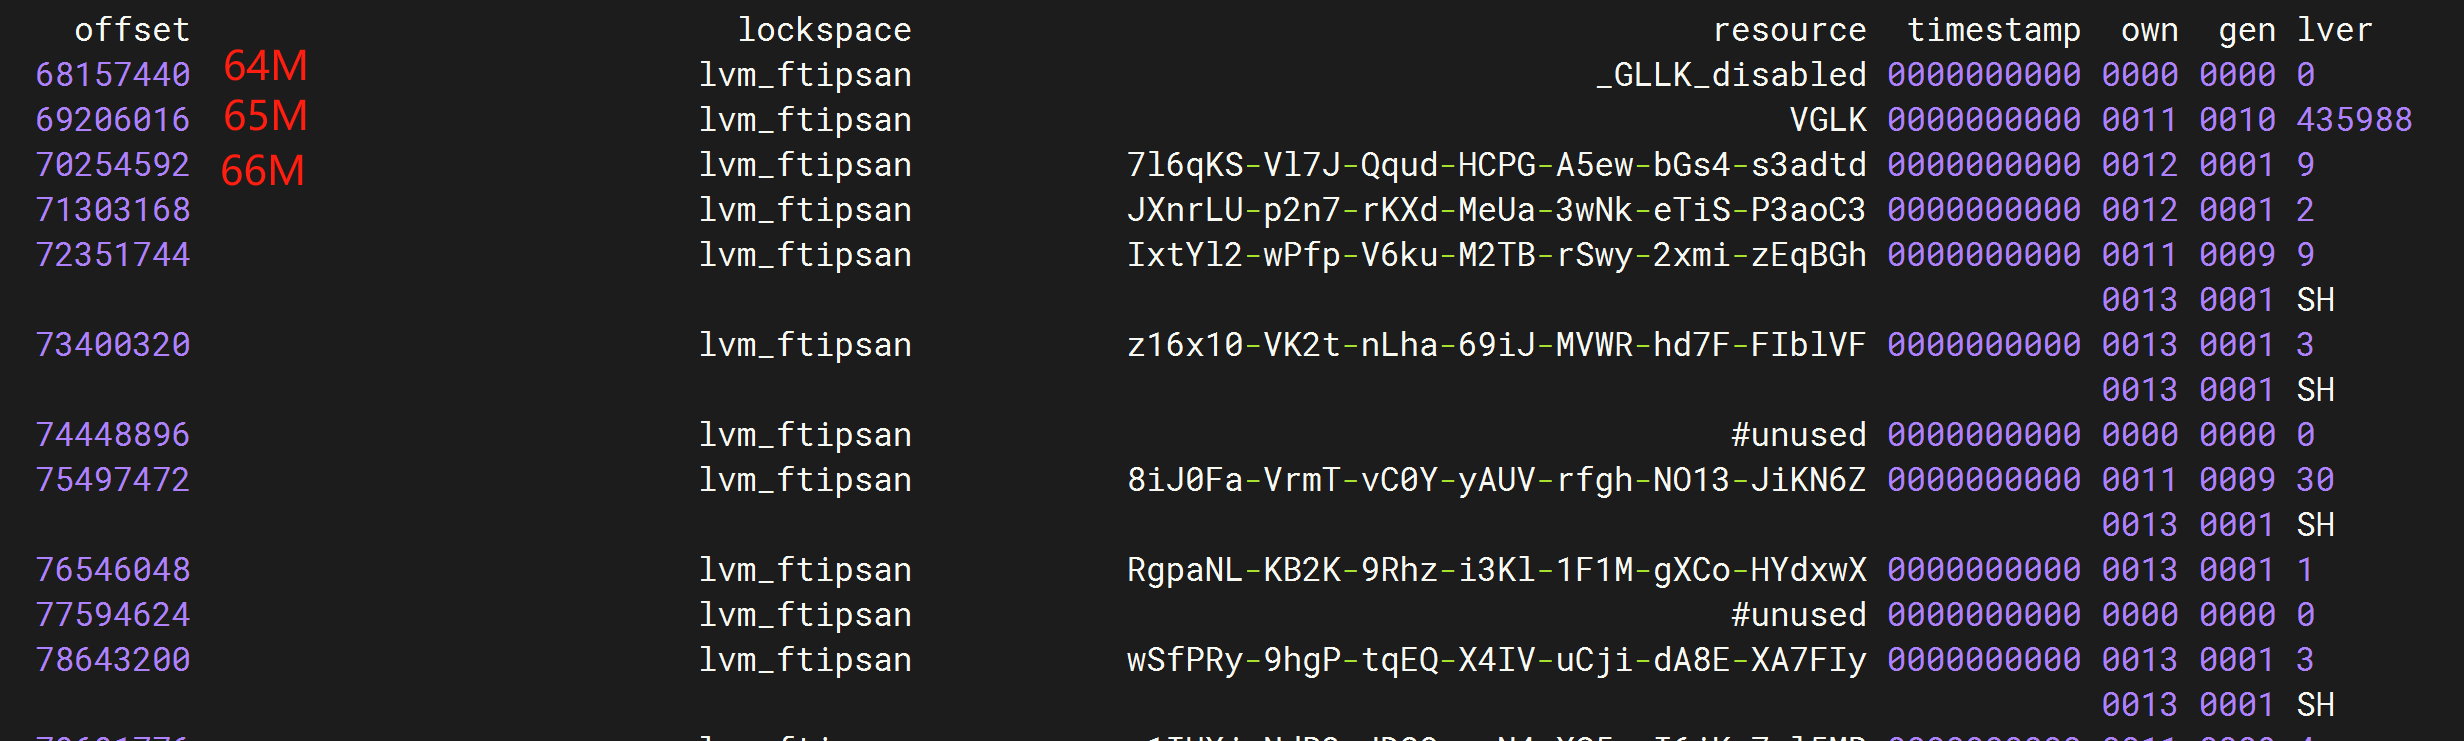 offset lockspace resource timestamp own gen lver
68157440 64M lvm_ftipsan _GLLK_disabled 0000000000 0000 0000 0
69206016 65M lvm_ftipsan VGLK 0000000000 0011 0010 435988
70254592 66M lvm_ftipsan 7l6qKS-Vl7J-Qqud-HCPG-A5ew-bGs4-s3adtd 0000000000 0012 0001 9
71303168 lvm_ftipsan JXnrLU-p2n7-rKXd-MeUa-3wNk-eTiS-P3aoC3 0000000000 0012 0001 2
72351744 lvm_ftipsan IxtYl2-wPfp-V6ku-M2TB-rSwy-2xmi-zEqBGh 0000000000 0011 0009 9
0013 0001 SH
73400320 lvm_ftipsan z16x10-VK2t-nLha-69iJ-MVWR-hd7F-FIblVF 0000000000 0013 0001 3
0013 0001 SH
74448896 lvm_ftipsan #unused 0000000000 0000 0000 0
75497472 lvm_ftipsan 8iJ0Fa-VrmT-vC0Y-yAUV-rfgh-NO13-JiKN6Z 0000000000 0011 0009 30
0013 0001 SH
76546048 lvm_ftipsan RgpaNL-KB2K-9Rhz-i3Kl-1F1M-gXCo-HYdxwX 0000000000 0013 0001 1
77594624 lvm_ftipsan #unused 0000000000 0000 0000 0
78643200 lvm_ftipsan wSfPRy-9hgP-tqEQ-X4IV-uCji-dA8E-XA7FIy 0000000000 0013 0001 3
0013 0001 SH